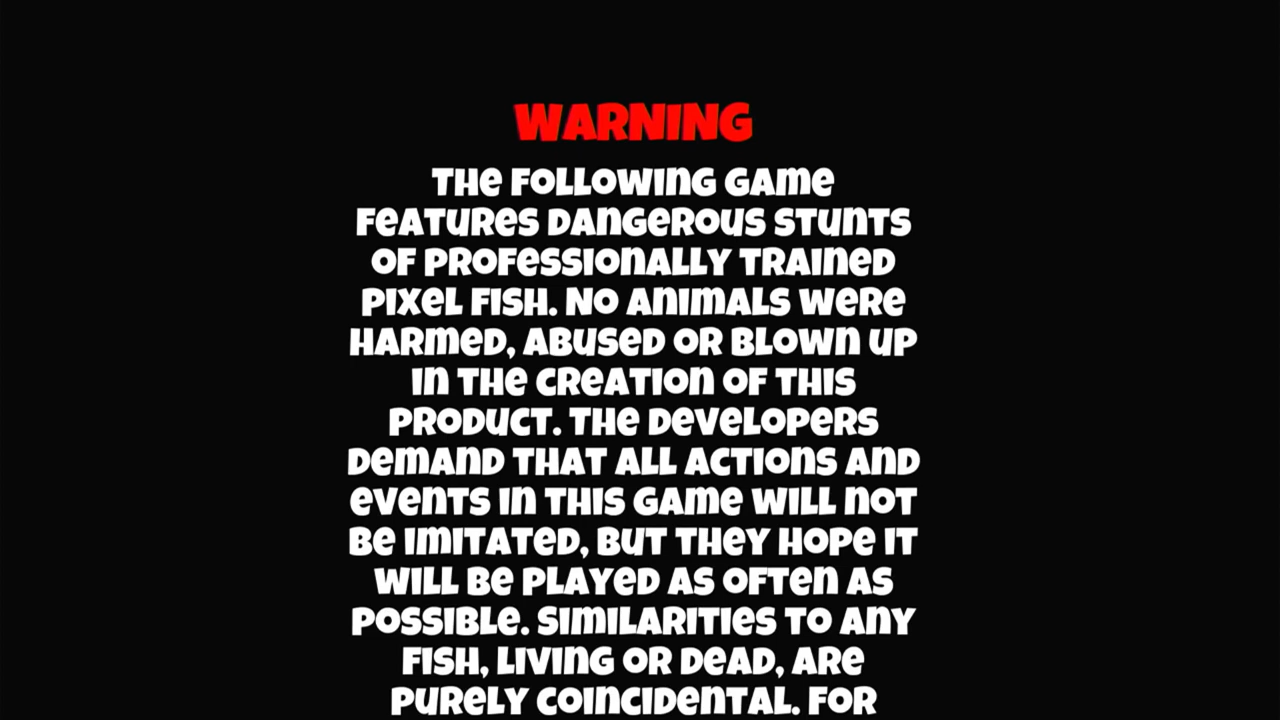 WARNING
THE FOLLOWING GAME
FEATURES DANGEROUS STUNTS
OF PROFESSIONALLY TRAINED
PIXEL FISH. NO ANIMALS WERE
HARMED, ABUSED OR BLOWN UP
IN THE CREATION OF THIS
PRODUCT. THE DEVELOPERS
DEMAND THAT ALL ACTIONS AND
EVENTS IN THIS GAME WILL NOT
BE IMITATED, BUT THEY HOPE IT
WILL BE PLAYED AS OFTEN AS
POSSIBLE. SIMILARITIES TO ANY
FISH, LIVING OR DEAD, ARE
PURELY COINCIDENTAL. FOR